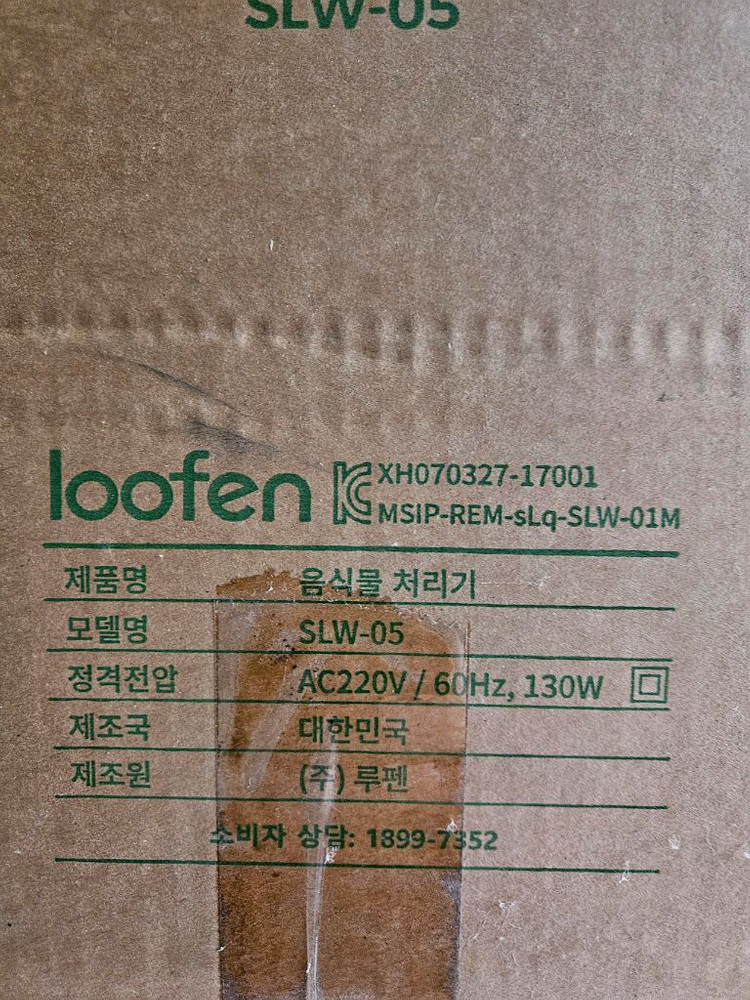 SLW-05
loofen
XH070327-17001
MSIP-REM-sLq-SLW-01M
제품명 음식물 처리기
모델명 SLW-05
정격전압 AC220V / 60Hz, 130W
제조국 대한민국
제조원 (주) 루펜
소비자 상담: 1899-7352